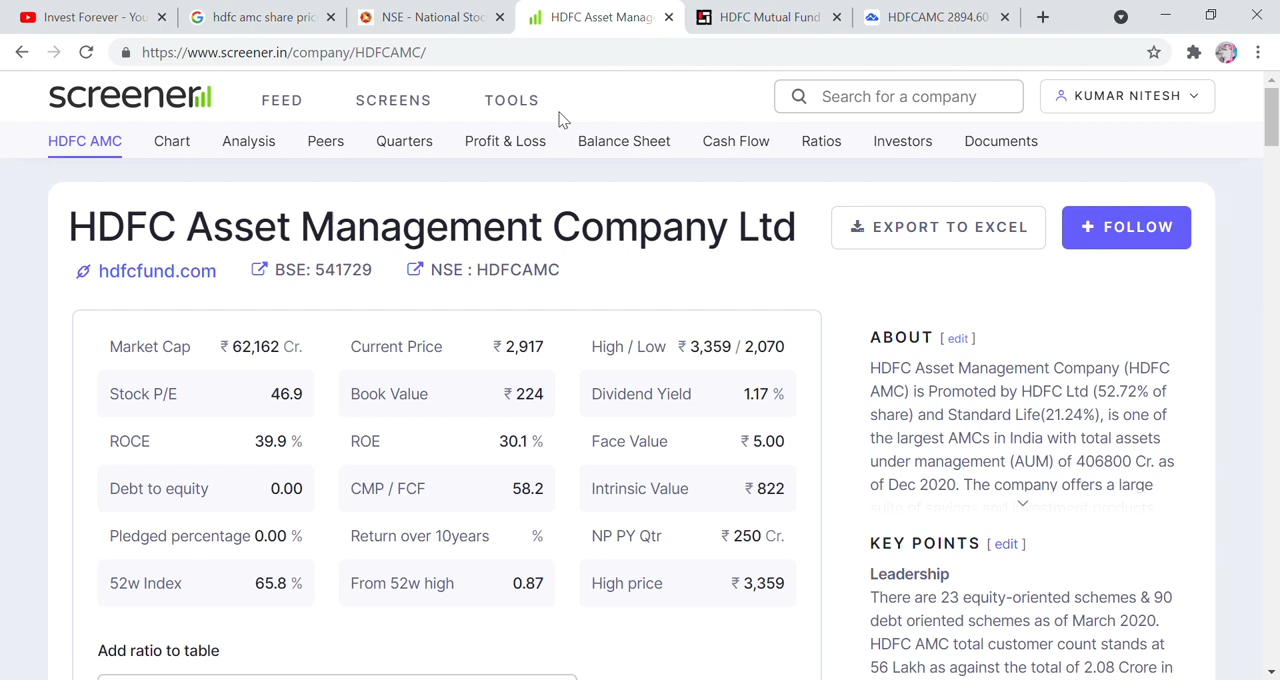 Invest Forever - You
hdfc amc share pric
NSE - National Stoc
HDFC Asset Manag
HDFC Mutual Fund
HDFCAMC 2894.60
https://www.screener.in/company/HDFCAMC/
screener
FEED
SCREENS
TOOLS
Search for a company
KUMAR NITESH
HDFC AMC
Chart
Analysis
Peers
Quarters
Profit & Loss
Balance Sheet
Cash Flow
Ratios
Investors
Documents
HDFC Asset Management Company Ltd
EXPORT TO EXCEL
+ FOLLOW
hdfcfund.com
BSE: 541729
NSE : HDFCAMC
Market Cap ₹ 62,162 Cr.
Current Price ₹ 2,917
High / Low ₹ 3,359 / 2,070
Stock P/E 46.9
Book Value ₹ 224
Dividend Yield 1.17 %
ROCE 39.9 %
ROE 30.1 %
Face Value ₹ 5.00
Debt to equity 0.00
CMP / FCF 58.2
Intrinsic Value ₹ 822
Pledged percentage 0.00 %
Return over 10years %
NP PY Qtr ₹ 250 Cr.
52w Index 65.8 %
From 52w high 0.87
High price ₹ 3,359
Add ratio to table
ABOUT [ edit ]
HDFC Asset Management Company (HDFC
AMC) is Promoted by HDFC Ltd (52.72% of
share) and Standard Life(21.24%), is one of
the largest AMCs in India with total assets
under management (AUM) of 406800 Cr. as
of Dec 2020. The company offers a large
suite of savings and investment products
KEY POINTS [ edit ]
Leadership
There are 23 equity-oriented schemes & 90
debt oriented schemes as of March 2020.
HDFC AMC total customer count stands at
56 Lakh as against the total of 2.08 Crore in